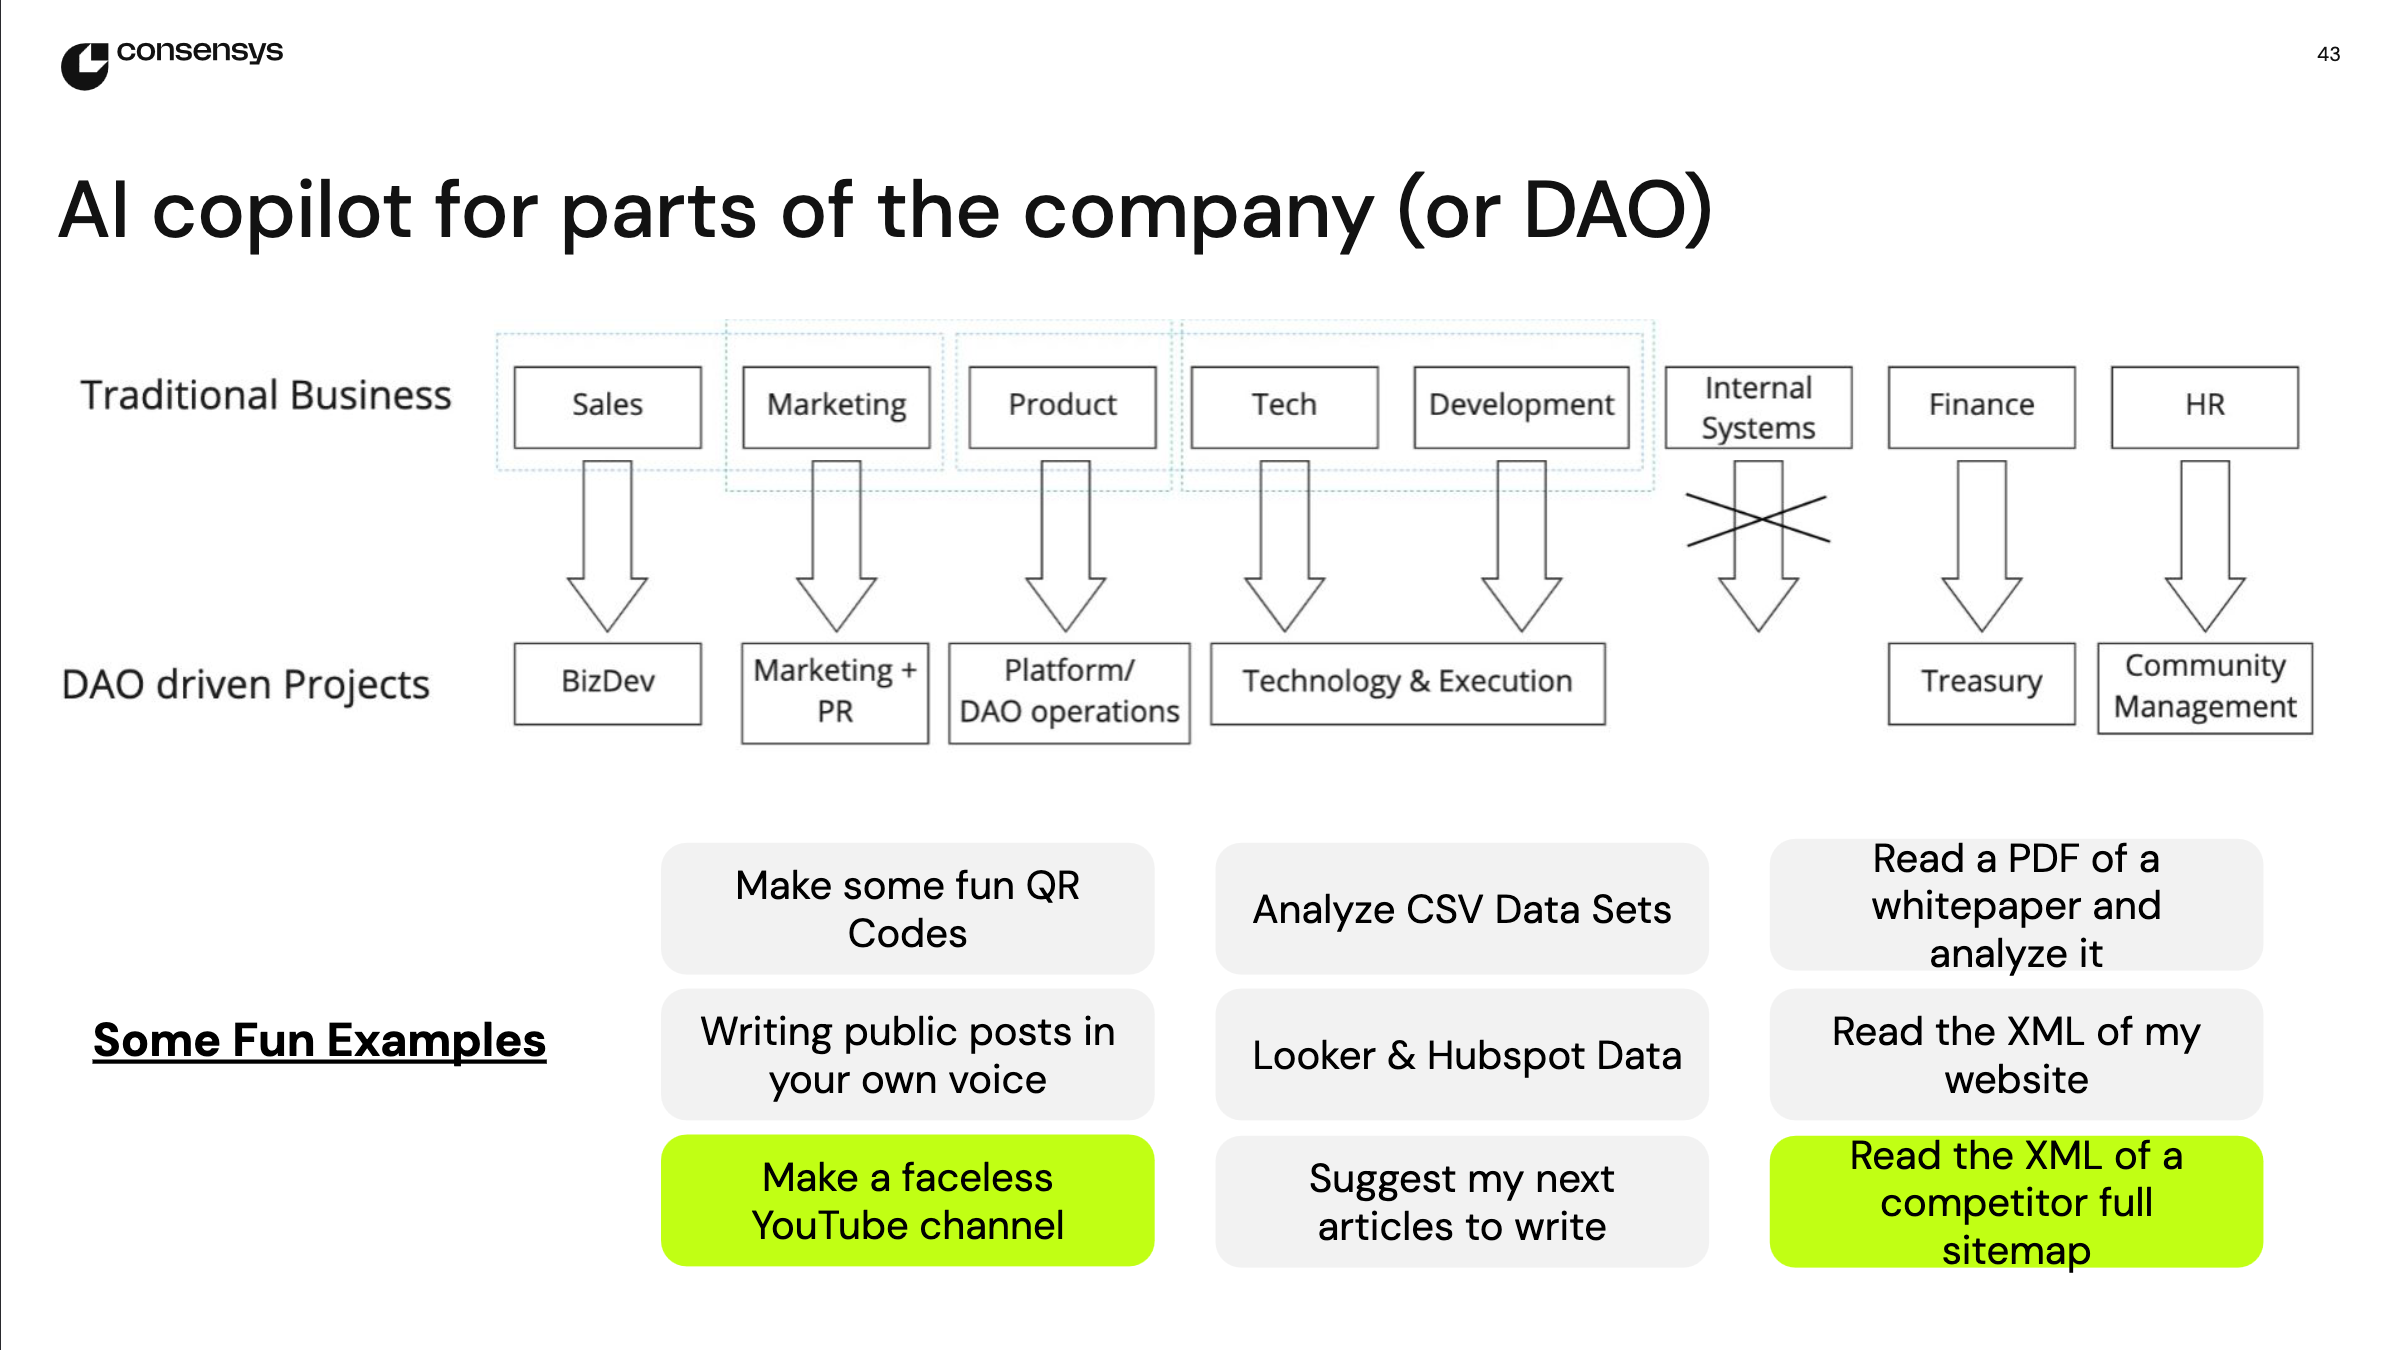 consensys
43
AI copilot for parts of the company (or DAO)
Traditional Business
Sales
Marketing
Product
Tech
Development
Internal
Systems
Finance
HR
DAO driven Projects
BizDev
Marketing +
PR
Platform/
DAO operations
Technology & Execution
Treasury
Community
Management
Some Fun Examples
Make some fun QR
Codes
Analyze CSV Data Sets
Read a PDF of a
whitepaper and
analyze it
Writing public posts in
your own voice
Looker & Hubspot Data
Read the XML of my
website
Make a faceless
YouTube channel
Suggest my next
articles to write
Read the XML of a
competitor full
sitemap